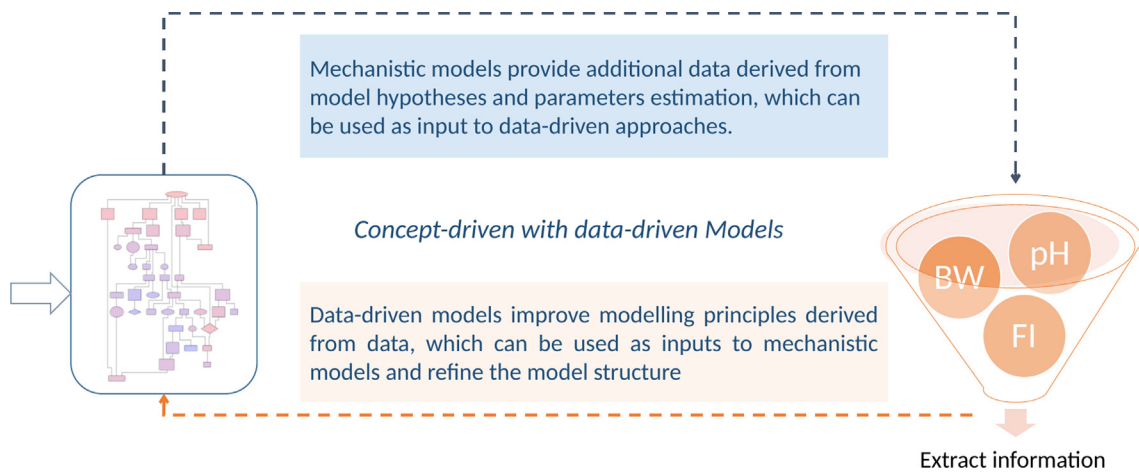 Mechanistic models provide additional data derived from
model hypotheses and parameters estimation, which can
be used as input to data-driven approaches.
Concept-driven with data-driven Models
BW
pH
FI
Data-driven models improve modelling principles derived
from data, which can be used as inputs to mechanistic
models and refine the model structure
Extract information